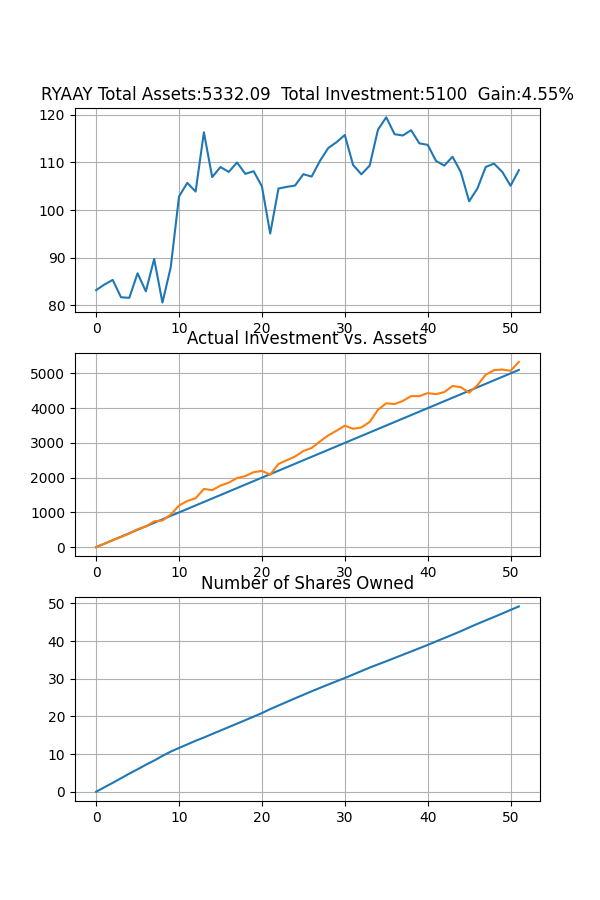 RYAAY Total Assets:5332.09  Total Investment:5100  Gain:4.55%
120
110
100
90
80
0 10 20 30 40 50
Actual Investment vs. Assets
5000
4000
3000
2000
1000
0
0 10 20 30 40 50
Number of Shares Owned
50
40
30
20
10
0
0 10 20 30 40 50